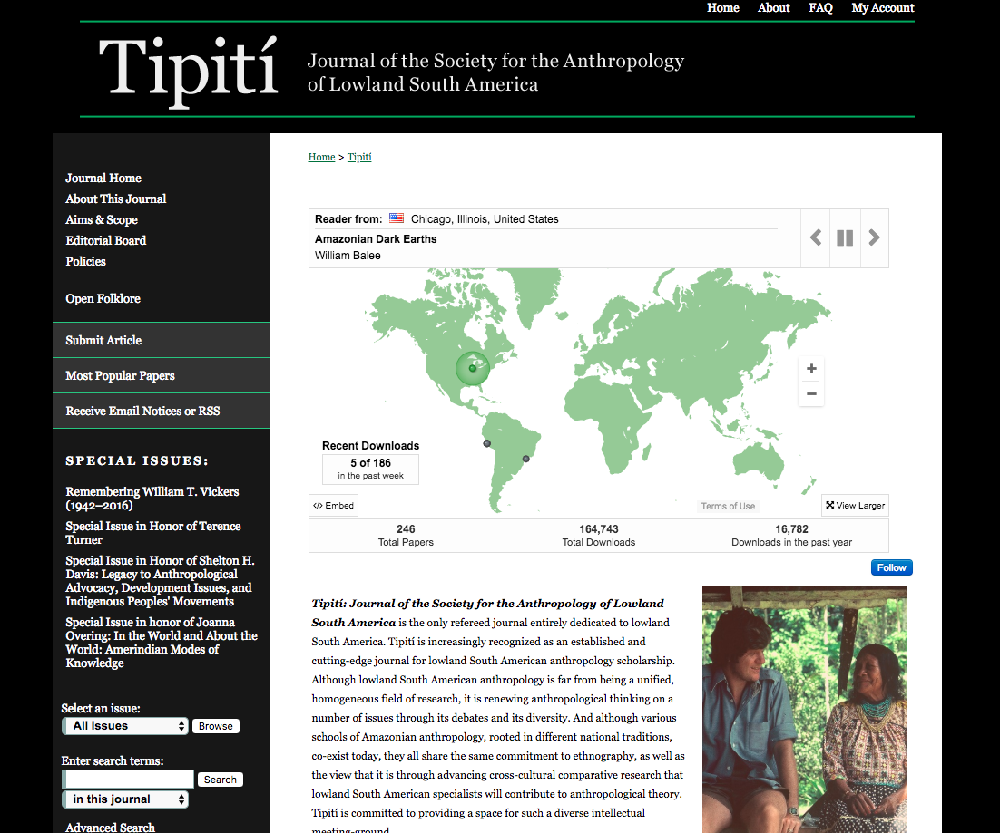 Home About FAQ My Account
Tipití
Journal of the Society for the Anthropology
of Lowland South America
Journal Home
About This Journal
Aims & Scope
Editorial Board
Policies
Open Folklore
Submit Article
Most Popular Papers
Receive Email Notices or RSS
SPECIAL ISSUES:
Remembering William T. Vickers
(1942–2016)
Special Issue in Honor of Terence
Turner
Special Issue in Honor of Shelton H.
Davis: Legacy to Anthropological
Advocacy, Development Issues, and
Indigenous Peoples' Movements
Special Issue in honor of Joanna
Overing: In the World and About the
World: Amerindian Modes of
Knowledge
Select an issue:
All Issues Browse
Enter search terms:
Search
in this journal
Advanced Search
Home > Tipití
Reader from: Chicago, Illinois, United States
Amazonian Dark Earths
William Balee
+
−
Recent Downloads
5 of 186
in the past week
</> Embed
Terms of Use
View Larger
246 164,743 16,782
Total Papers Total Downloads Downloads in the past year
Follow
Tipití: Journal of the Society for the Anthropology of Lowland
South America is the only refereed journal entirely dedicated to lowland
South America. Tipití is increasingly recognized as an established and
cutting-edge journal for lowland South American anthropology scholarship.
Although lowland South American anthropology is far from being a unified,
homogeneous field of research, it is renewing anthropological thinking on a
number of issues through its debates and its diversity. And although various
schools of Amazonian anthropology, rooted in different national traditions,
co-exist today, they all share the same commitment to ethnography, as well as
the view that it is through advancing cross-cultural comparative research that
lowland South American specialists will contribute to anthropological theory.
Tipití is committed to providing a space for such a diverse intellectual
meeting-ground.